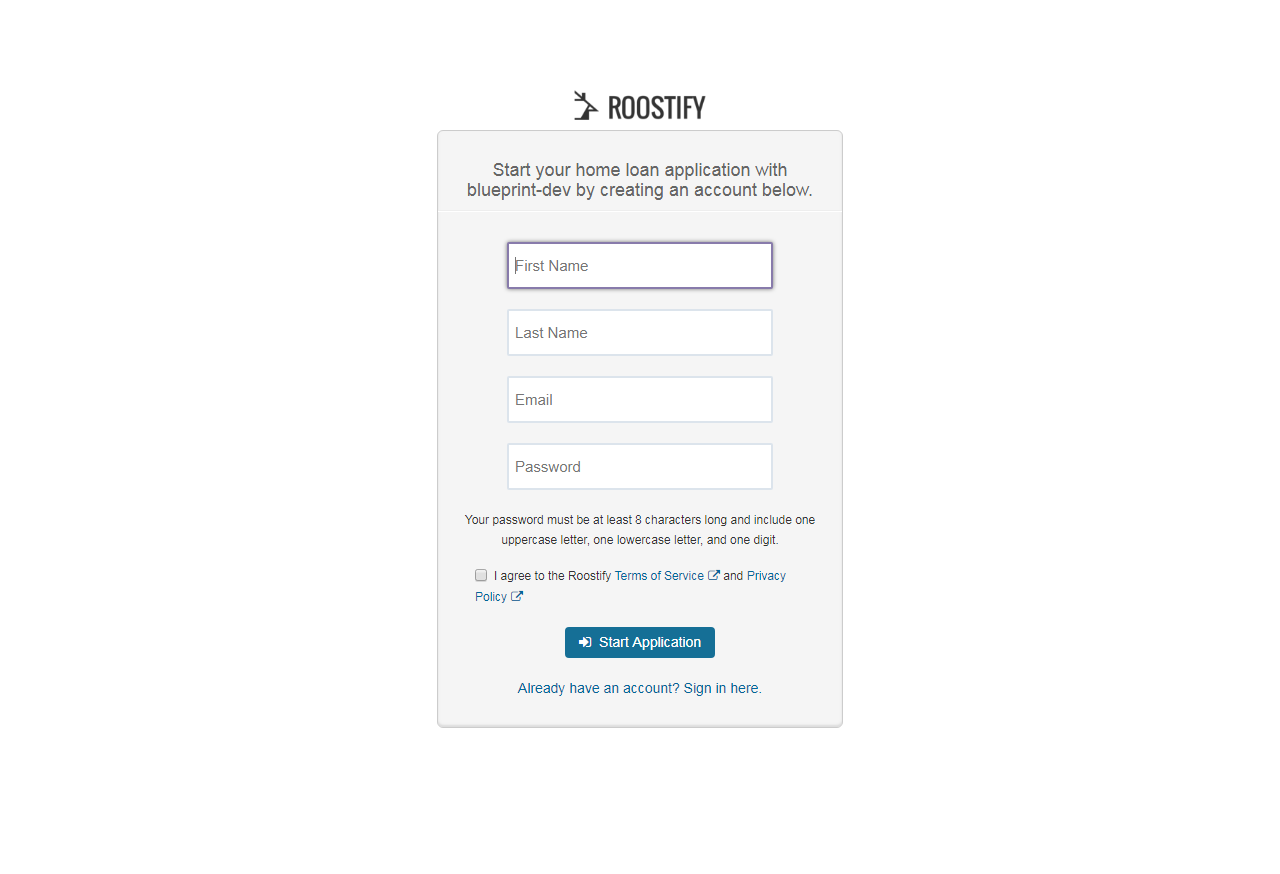 ROOSTIFY
Start your home loan application with
blueprint-dev by creating an account below.
First Name
Last Name
Email
Password
Your password must be at least 8 characters long and include one
uppercase letter, one lowercase letter, and one digit.
I agree to the Roostify Terms of Service and Privacy
Policy
Start Application
Already have an account? Sign in here.